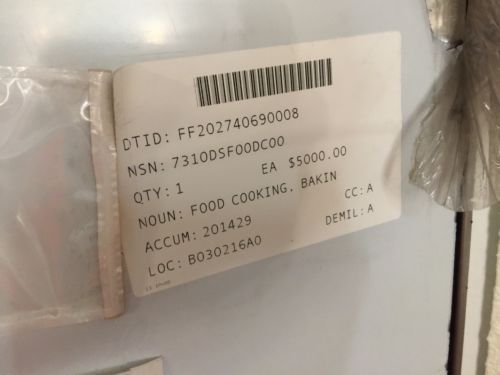 DTID: FF202740690008
NSN: 7310DSF00DC00
QTY: 1 EA $5000.00
NOUN: FOOD COOKING, BAKIN
ACCUM: 201429 CC: A
LOC: B030216A0 DEMIL: A